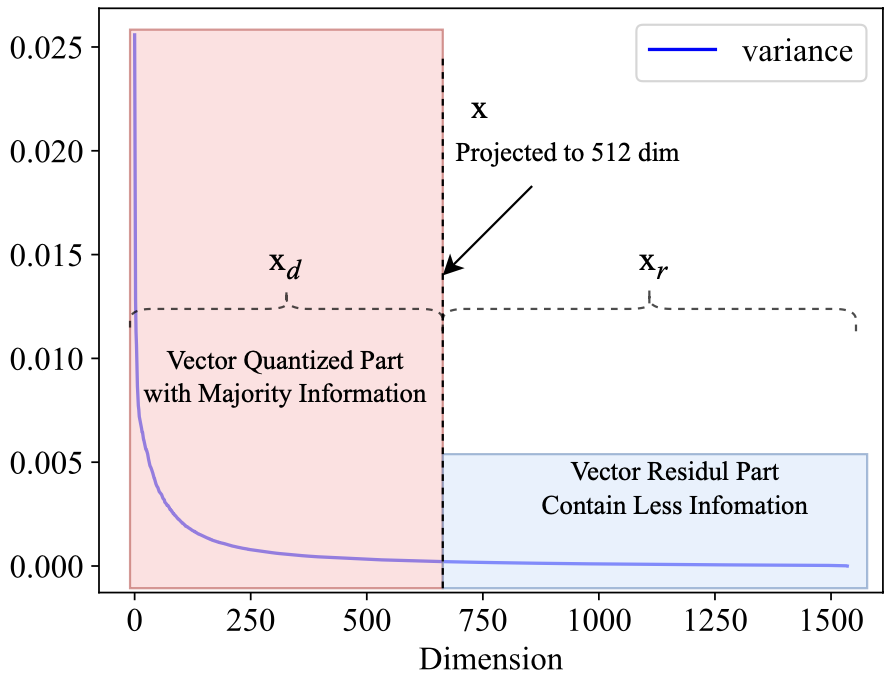 0.025
0.020
0.015
0.010
0.005
0.000
variance
x
Projected to 512 dim
x_d
x_r
Vector Quantized Part
with Majority Information
Vector Residul Part
Contain Less Infomation
0 250 500 750 1000 1250 1500
Dimension